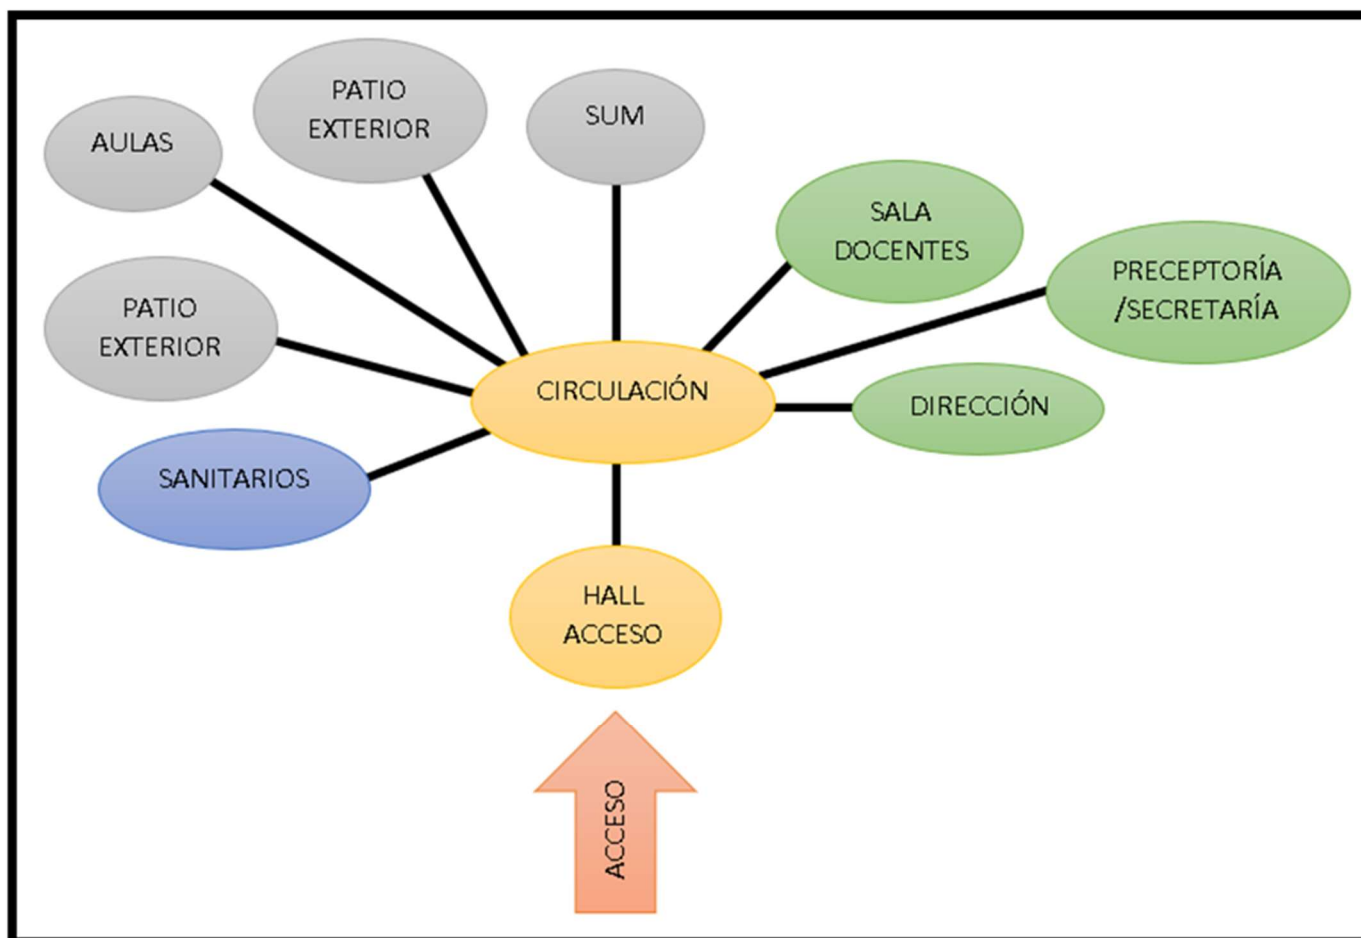 PATIO
EXTERIOR
SUM
AULAS
SALA
DOCENTES
PRECEPTORÍA
/SECRETARÍA
PATIO
EXTERIOR
CIRCULACIÓN
DIRECCIÓN
SANITARIOS
HALL
ACCESO
ACCESO